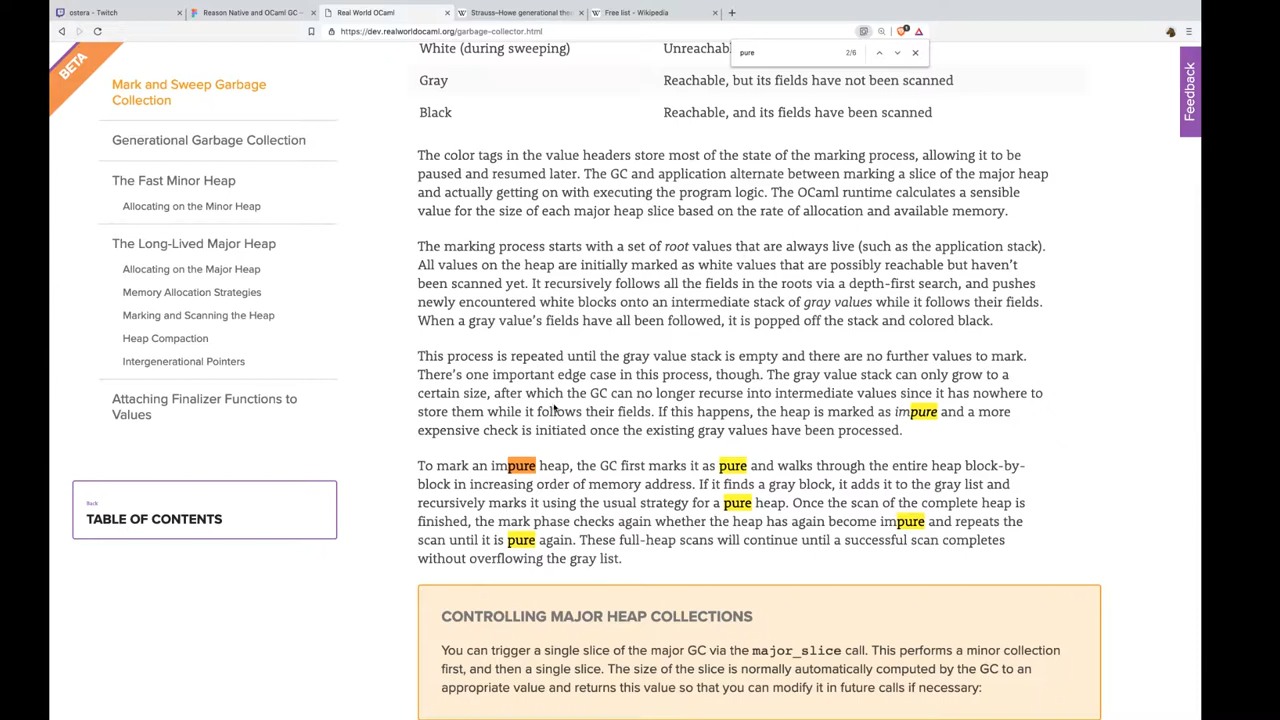 ostera - Twitch
Reason Native and OCaml GC -
Real World OCaml
Strauss–Howe generational the
Free list - Wikipedia
https://dev.realworldocaml.org/garbage-collector.html
pure
2/6
BETA
Feedback
Mark and Sweep Garbage
Collection
Generational Garbage Collection
The Fast Minor Heap
Allocating on the Minor Heap
The Long-Lived Major Heap
Allocating on the Major Heap
Memory Allocation Strategies
Marking and Scanning the Heap
Heap Compaction
Intergenerational Pointers
Attaching Finalizer Functions to
Values
Back
TABLE OF CONTENTS
White (during sweeping) Unreachab
Gray Reachable, but its fields have not been scanned
Black Reachable, and its fields have been scanned
The color tags in the value headers store most of the state of the marking process, allowing it to be
paused and resumed later. The GC and application alternate between marking a slice of the major heap
and actually getting on with executing the program logic. The OCaml runtime calculates a sensible
value for the size of each major heap slice based on the rate of allocation and available memory.
The marking process starts with a set of root values that are always live (such as the application stack).
All values on the heap are initially marked as white values that are possibly reachable but haven't
been scanned yet. It recursively follows all the fields in the roots via a depth-first search, and pushes
newly encountered white blocks onto an intermediate stack of gray values while it follows their fields.
When a gray value's fields have all been followed, it is popped off the stack and colored black.
This process is repeated until the gray value stack is empty and there are no further values to mark.
There's one important edge case in this process, though. The gray value stack can only grow to a
certain size, after which the GC can no longer recurse into intermediate values since it has nowhere to
store them while it follows their fields. If this happens, the heap is marked as impure and a more
expensive check is initiated once the existing gray values have been processed.
To mark an impure heap, the GC first marks it as pure and walks through the entire heap block-by-
block in increasing order of memory address. If it finds a gray block, it adds it to the gray list and
recursively marks it using the usual strategy for a pure heap. Once the scan of the complete heap is
finished, the mark phase checks again whether the heap has again become impure and repeats the
scan until it is pure again. These full-heap scans will continue until a successful scan completes
without overflowing the gray list.
CONTROLLING MAJOR HEAP COLLECTIONS
You can trigger a single slice of the major GC via the major_slice call. This performs a minor collection
first, and then a single slice. The size of the slice is normally automatically computed by the GC to an
appropriate value and returns this value so that you can modify it in future calls if necessary: